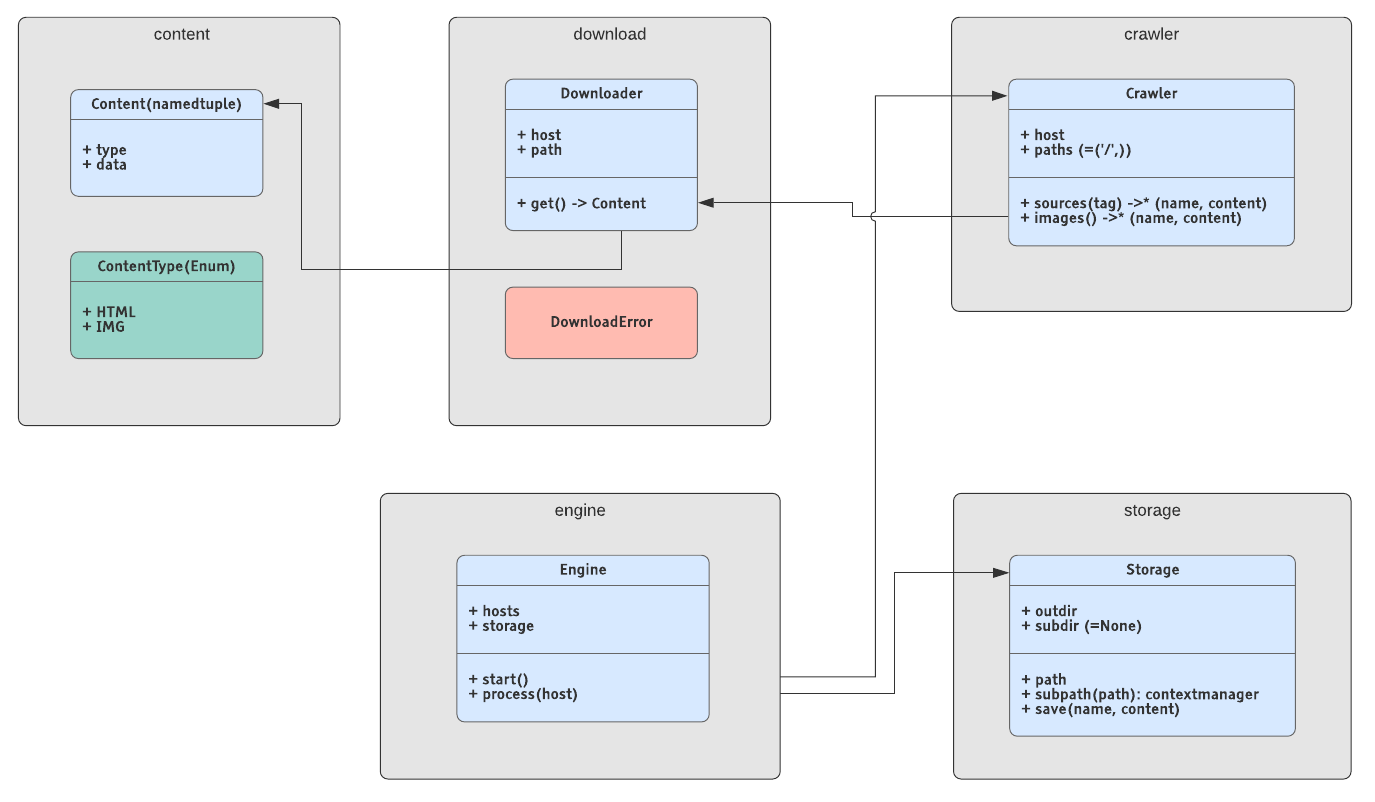 content
Content(namedtuple)
+ type
+ data
ContentType(Enum)
+ HTML
+ IMG
download
Downloader
+ host
+ path
+ get() -> Content
DownloadError
crawler
Crawler
+ host
+ paths (=('/',))
+ sources(tag) ->* (name, content)
+ images() ->* (name, content)
engine
Engine
+ hosts
+ storage
+ start()
+ process(host)
storage
Storage
+ outdir
+ subdir (=None)
+ path
+ subpath(path): contextmanager
+ save(name, content)